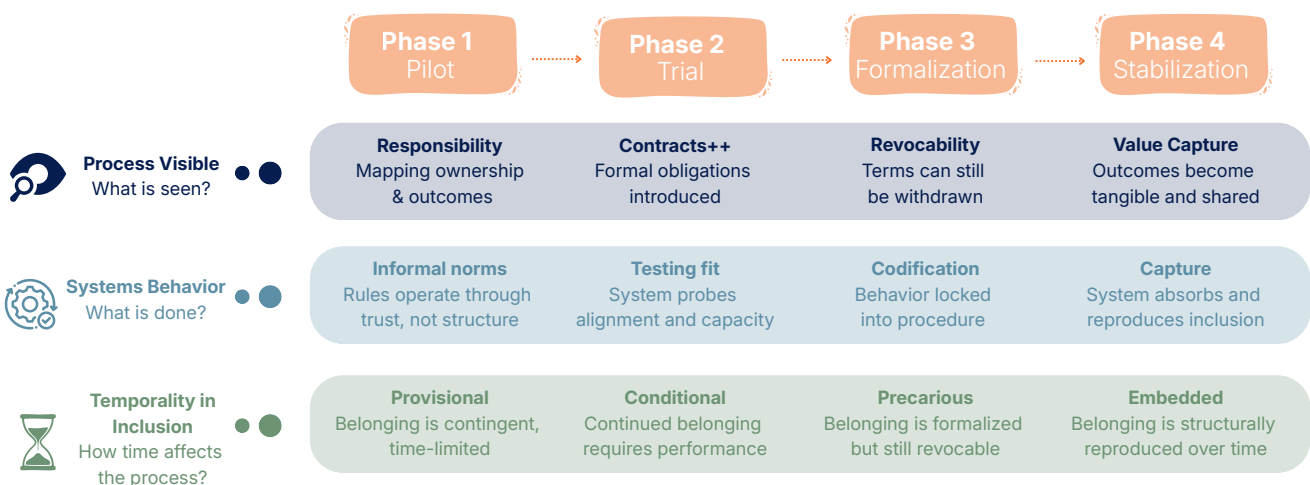 Phase 1
Pilot
Phase 2
Trial
Phase 3
Formalization
Phase 4
Stabilization
Process Visible
What is seen?
Responsibility
Mapping ownership
& outcomes
Contracts++
Formal obligations
introduced
Revocability
Terms can still
be withdrawn
Value Capture
Outcomes become
tangible and shared
Systems Behavior
What is done?
Informal norms
Rules operate through
trust, not structure
Testing fit
System probes
alignment and capacity
Codification
Behavior locked
into procedure
Capture
System absorbs and
reproduces inclusion
Temporality in
Inclusion
How time affects
the process?
Provisional
Belonging is contingent,
time-limited
Conditional
Continued belonging
requires performance
Precarious
Belonging is formalized
but still revocable
Embedded
Belonging is structurally
reproduced over time